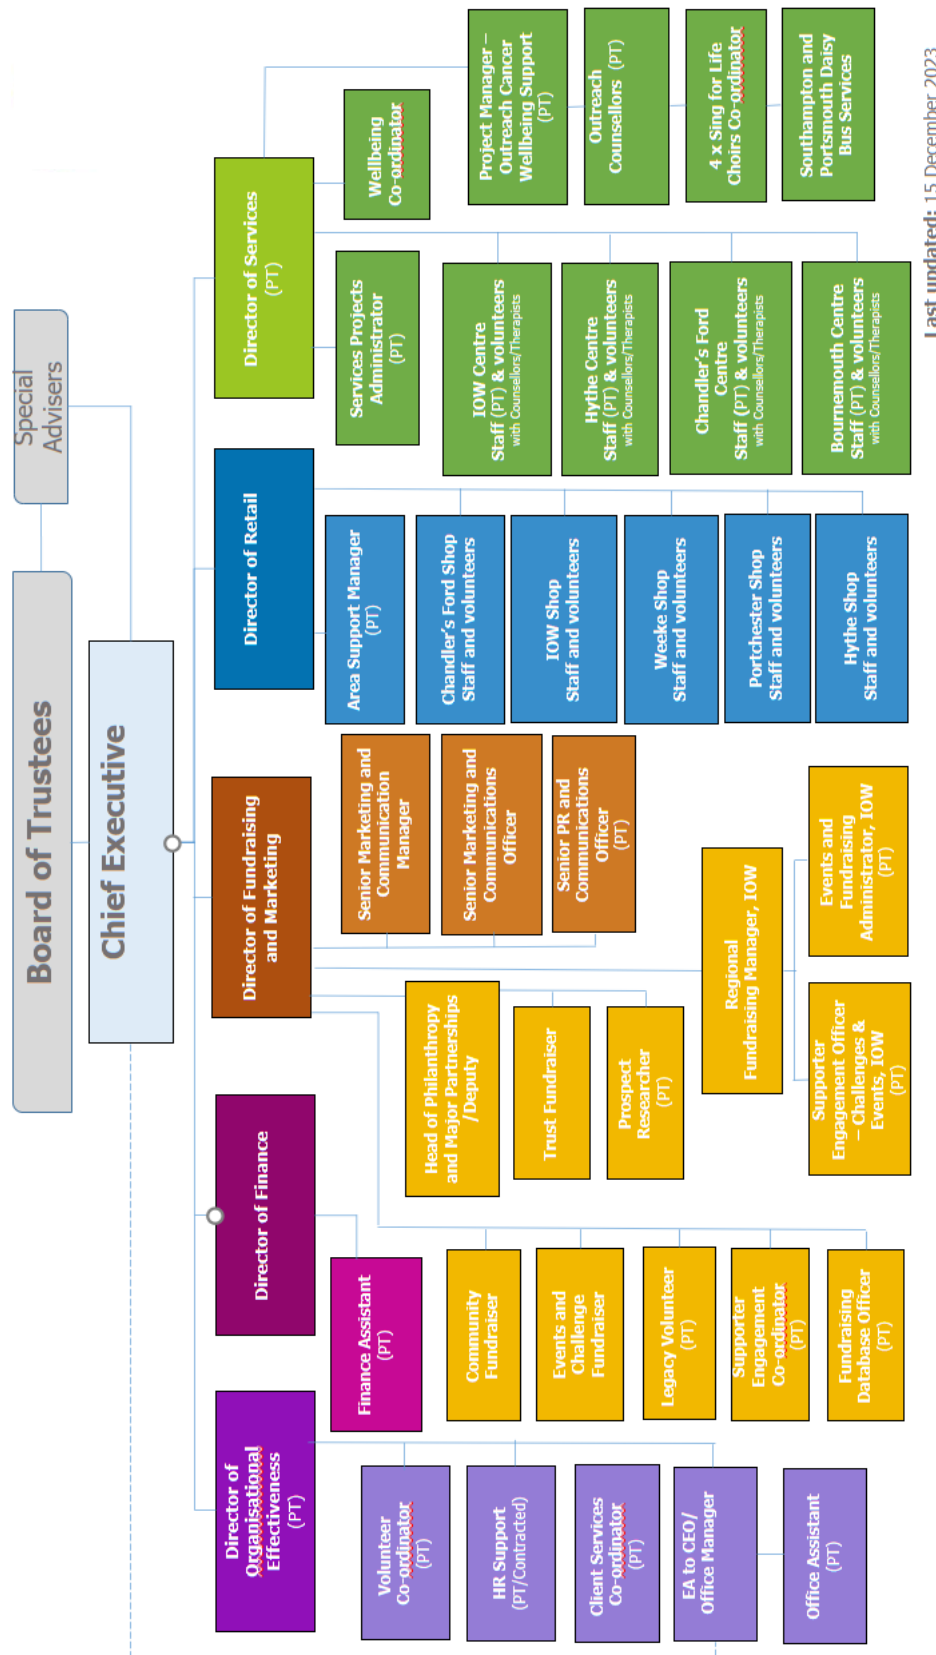 Board of Trustees
Special
Advisers
Chief Executive
Director of
Organisational
Effectiveness
(PT)
Director of Finance
Director of Fundraising
and Marketing
Director of Retail
Director of Services
(PT)
Volunteer
Co-ordinator
(PT)
HR Support
(PT/Contracted)
Client Services
Co-ordinator
(PT)
EA to CEO/
Office Manager
Office Assistant
(PT)
Finance Assistant
(PT)
Community
Fundraiser
Events and
Challenge
Fundraiser
Legacy Volunteer
(PT)
Supporter
Engagement
Co-ordinator
(PT)
Fundraising
Database Officer
(PT)
Head of Philanthropy
and Major Partnerships
/Deputy
Trust Fundraiser
Prospect
Researcher
(PT)
Regional
Fundraising Manager, IOW
Supporter
Engagement Officer
– Challenges &
Events, IOW
(PT)
Events and
Fundraising
Administrator, IOW
(PT)
Senior Marketing and
Communication
Manager
Senior Marketing and
Communications
Officer
Senior PR and
Communications
Officer
(PT)
Area Support Manager
(PT)
Chandler's Ford Shop
Staff and volunteers
IOW Shop
Staff and volunteers
Weeke Shop
Staff and volunteers
Portchester Shop
Staff and volunteers
Hythe Shop
Staff and volunteers
Services Projects
Administrator
(PT)
Wellbeing
Co-ordinator
IOW Centre
Staff (PT) & volunteers
with Counsellors/Therapists
Hythe Centre
Staff (PT) & volunteers
with Counsellors/Therapists
Chandler's Ford
Centre
Staff (PT) & volunteers
with Counsellors/Therapists
Bournemouth Centre
Staff (PT) & volunteers
with Counsellors/Therapists
Project Manager –
Outreach Cancer
Wellbeing Support
(PT)
Outreach
Counsellors (PT)
4 x Sing for Life
Choirs Co-ordinator
Southampton and
Portsmouth Daisy
Bus Services
Last updated: 15 December 2023